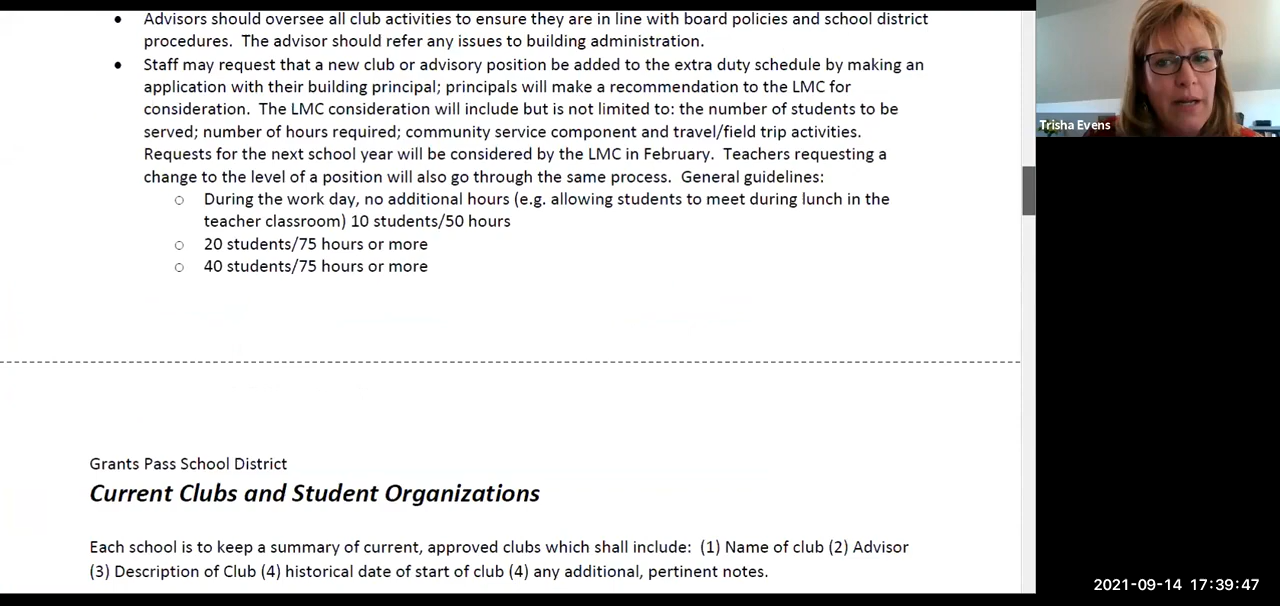 • Advisors should oversee all club activities to ensure they are in line with board policies and school district
procedures. The advisor should refer any issues to building administration.
• Staff may request that a new club or advisory position be added to the extra duty schedule by making an
application with their building principal; principals will make a recommendation to the LMC for
consideration. The LMC consideration will include but is not limited to: the number of students to be
served; number of hours required; community service component and travel/field trip activities.
Requests for the next school year will be considered by the LMC in February. Teachers requesting a
change to the level of a position will also go through the same process. General guidelines:
○ During the work day, no additional hours (e.g. allowing students to meet during lunch in the
teacher classroom) 10 students/50 hours
○ 20 students/75 hours or more
○ 40 students/75 hours or more
Grants Pass School District
Current Clubs and Student Organizations
Each school is to keep a summary of current, approved clubs which shall include: (1) Name of club (2) Advisor
(3) Description of Club (4) historical date of start of club (4) any additional, pertinent notes.
Trisha Evens
2021-09-14 17:39:47